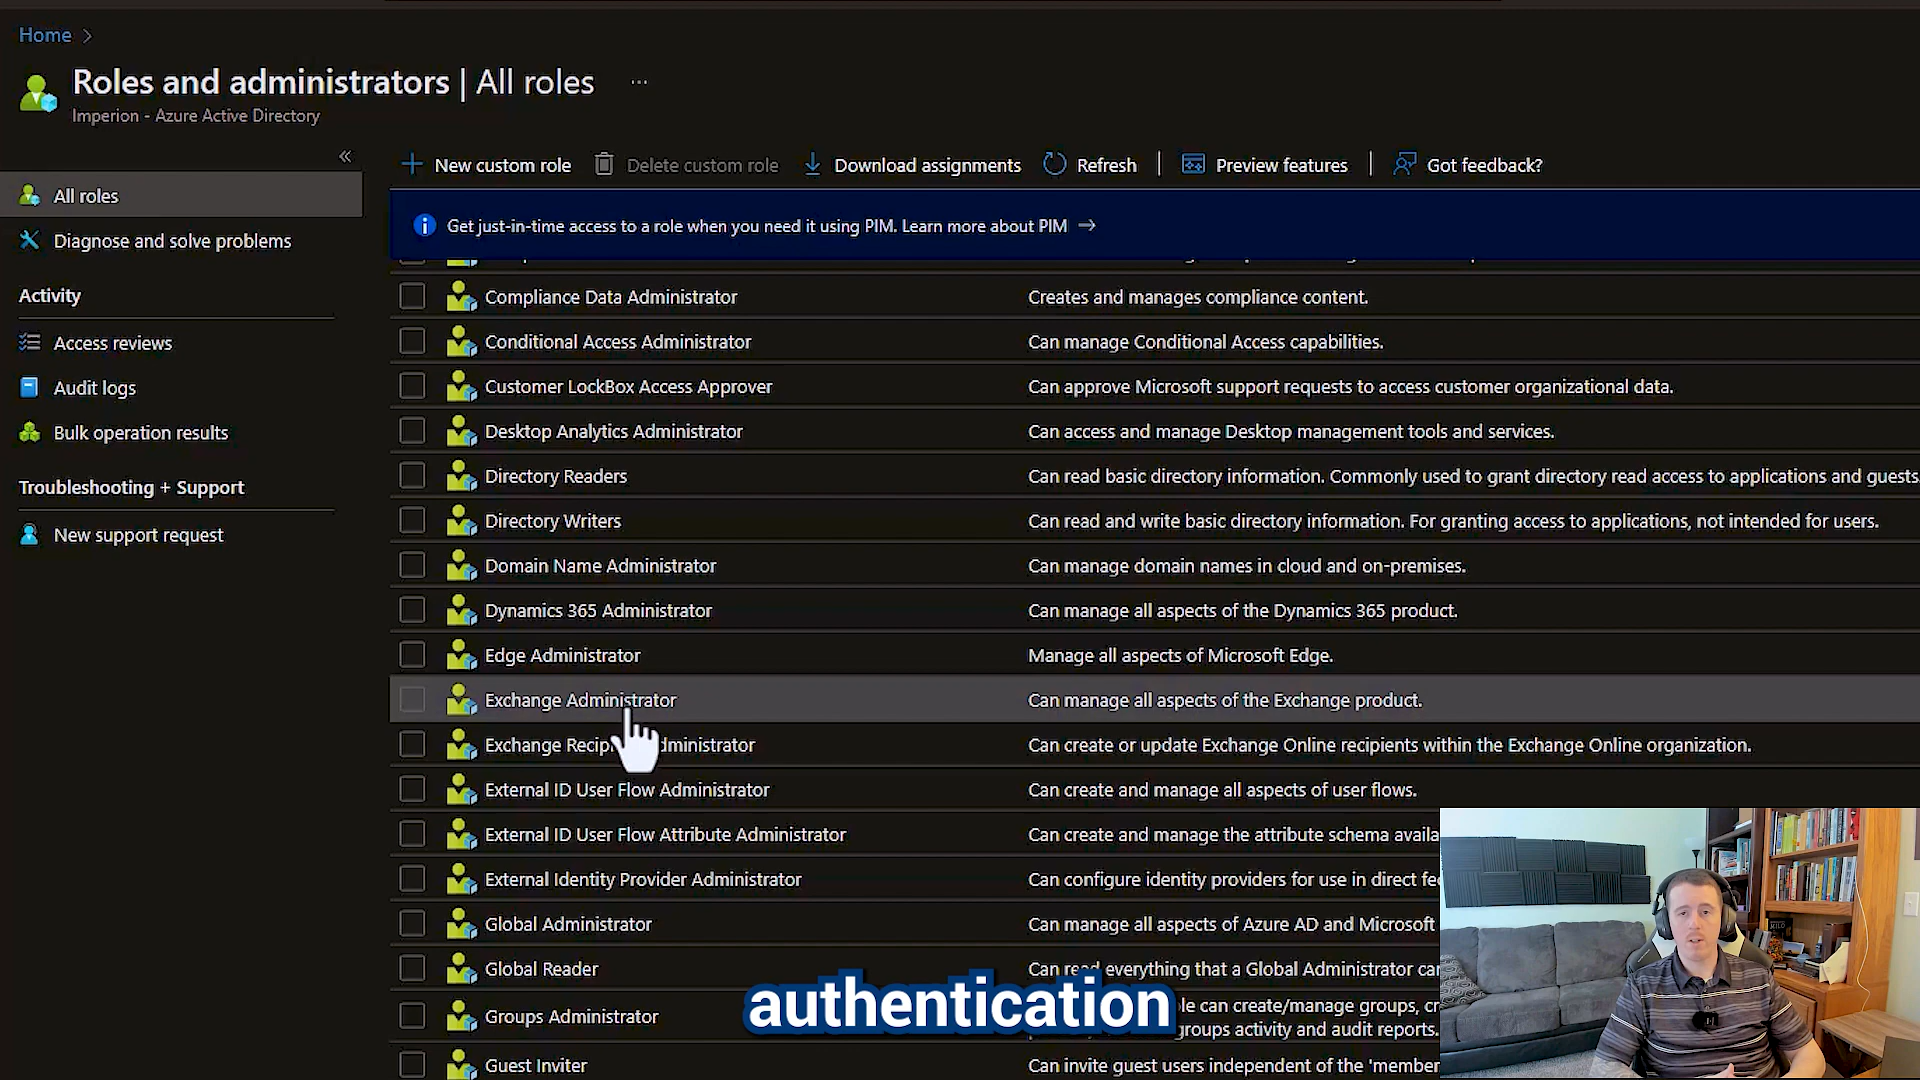 Home >
Roles and administrators | All roles ...
Imperion - Azure Active Directory
«
New custom role Delete custom role Download assignments Refresh | Preview features | Got feedback?
All roles
Diagnose and solve problems
Activity
Access reviews
Audit logs
Bulk operation results
Troubleshooting + Support
New support request
Get just-in-time access to a role when you need it using PIM. Learn more about PIM →
Compliance Data Administrator Creates and manages compliance content.
Conditional Access Administrator Can manage Conditional Access capabilities.
Customer LockBox Access Approver Can approve Microsoft support requests to access customer organizational data.
Desktop Analytics Administrator Can access and manage Desktop management tools and services.
Directory Readers Can read basic directory information. Commonly used to grant directory read access to applications and guests.
Directory Writers Can read and write basic directory information. For granting access to applications, not intended for users.
Domain Name Administrator Can manage domain names in cloud and on-premises.
Dynamics 365 Administrator Can manage all aspects of the Dynamics 365 product.
Edge Administrator Manage all aspects of Microsoft Edge.
Exchange Administrator Can manage all aspects of the Exchange product.
Exchange Recip dministrator Can create or update Exchange Online recipients within the Exchange Online organization.
External ID User Flow Administrator Can create and manage all aspects of user flows.
External ID User Flow Attribute Administrator Can create and manage the attribute schema availa
External Identity Provider Administrator Can configure identity providers for use in direct fe
Global Administrator Can manage all aspects of Azure AD and Microsoft
Global Reader Can read everything that a Global Administrator car
Groups Administrator le can create/manage groups, cr
groups activity and audit reports.
Guest Inviter Can invite guest users independent of the 'member
authentication